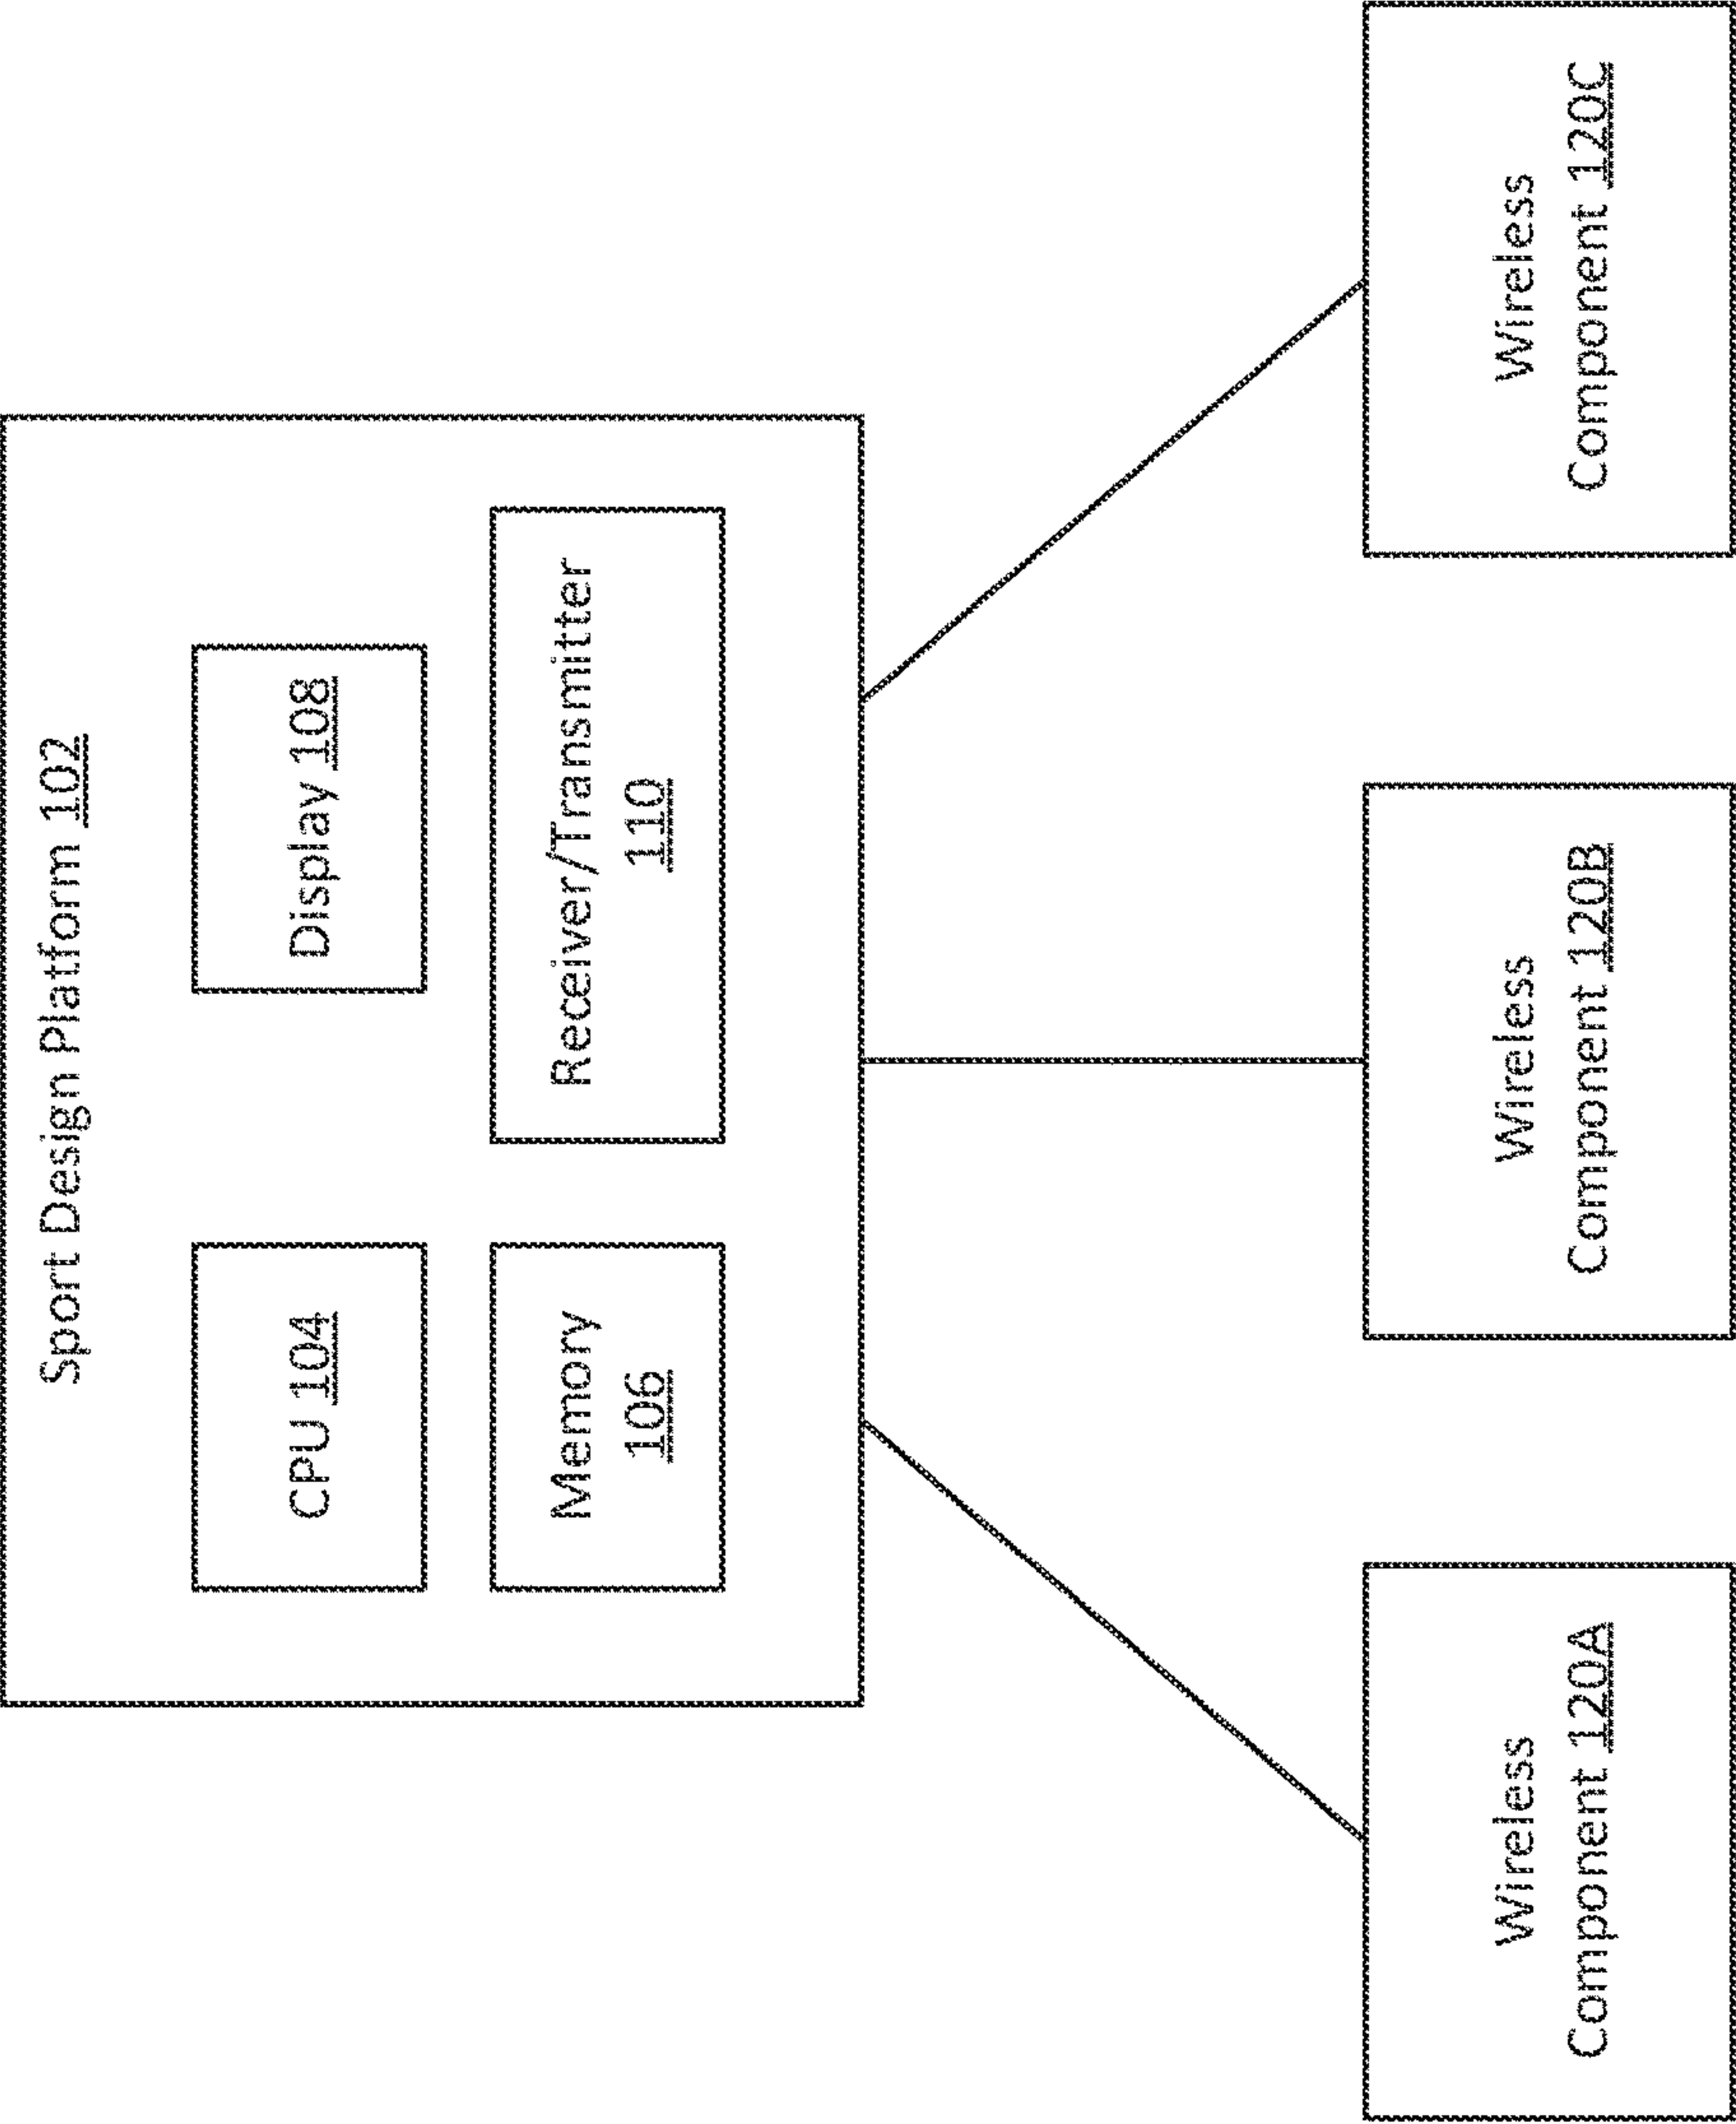 Sport Design Platform 102
CPU 104
Display 108
Memory
106
Receiver/Transmitter
110
Wireless
Component 120A
Wireless
Component 120B
Wireless
Component 120C